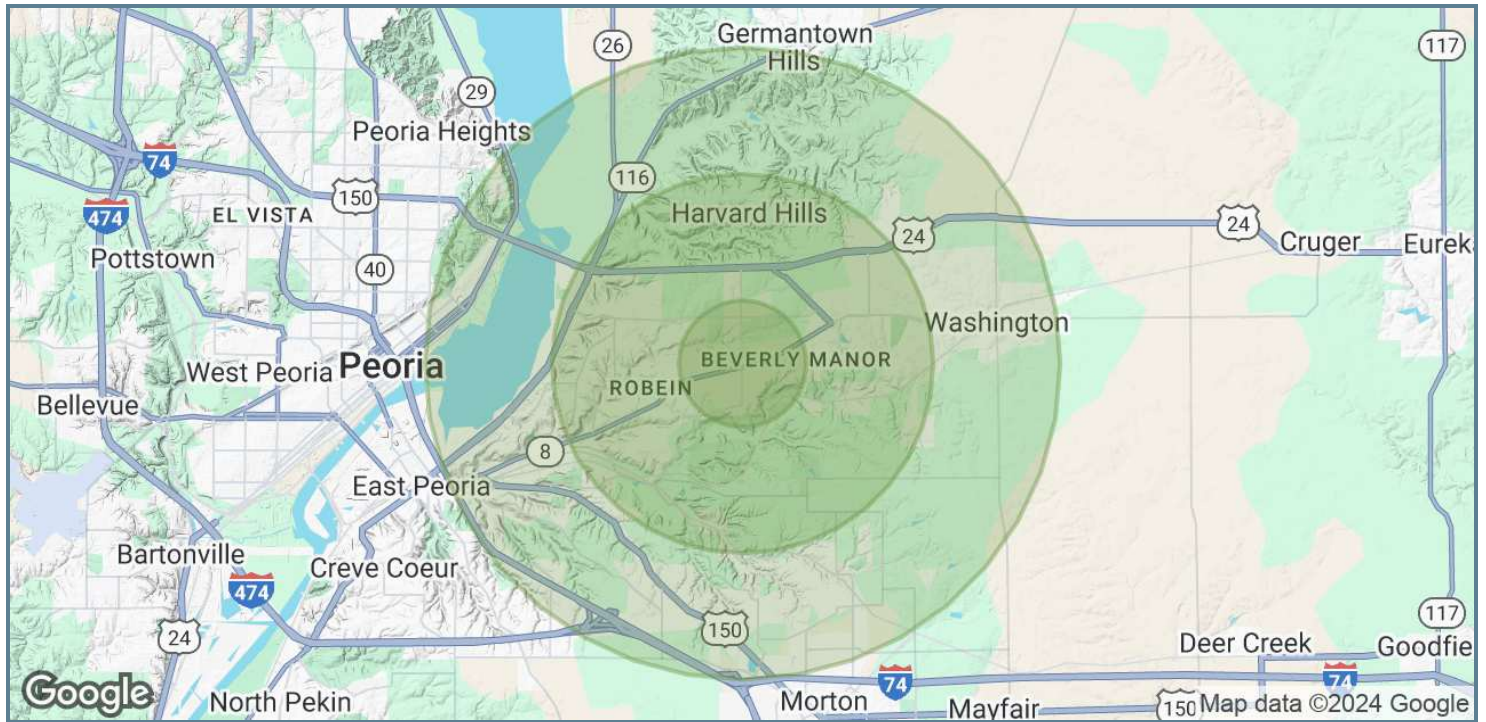 Germantown
Hills
26
117
29
Peoria Heights
74
116
150
474
EL VISTA
Harvard Hills
24
24
Cruger
Eurek
Pottstown
40
Washington
West Peoria
Peoria
BEVERLY MANOR
ROBEIN
Bellevue
8
East Peoria
Bartonville
Creve Coeur
474
24
150
117
Deer Creek
Goodfie
74
74
Google
North Pekin
Morton
Mayfair
150
Map data ©2024 Google